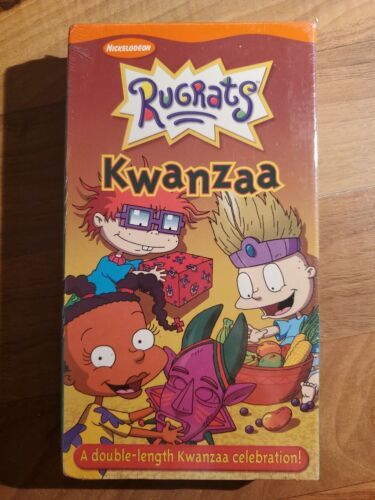 NICKELODEON
RUGRATS
Kwanzaa
A double-length Kwanzaa celebration!